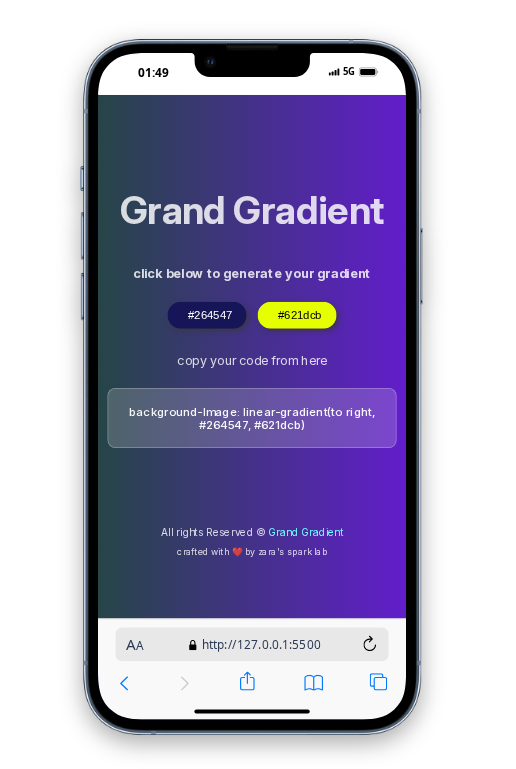 01:49
5G
Grand Gradient
click below to generate your gradient
#264547
#621dcb
copy your code from here
background-Image: linear-gradient(to right,
#264547, #621dcb)
All rights Reserved © Grand Gradient
crafted with ❤️ by zara's spark lab
AA
http://127.0.0.1:5500